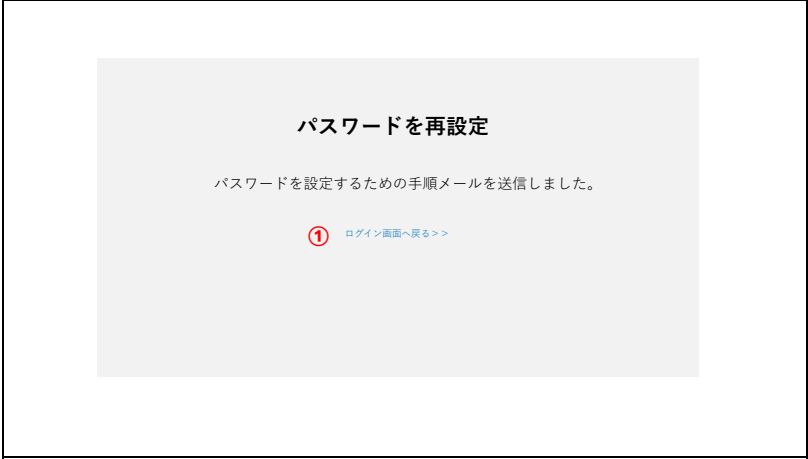 パスワードを再設定
パスワードを設定するための手順メールを送信しました。
① ログイン画面へ戻る>>